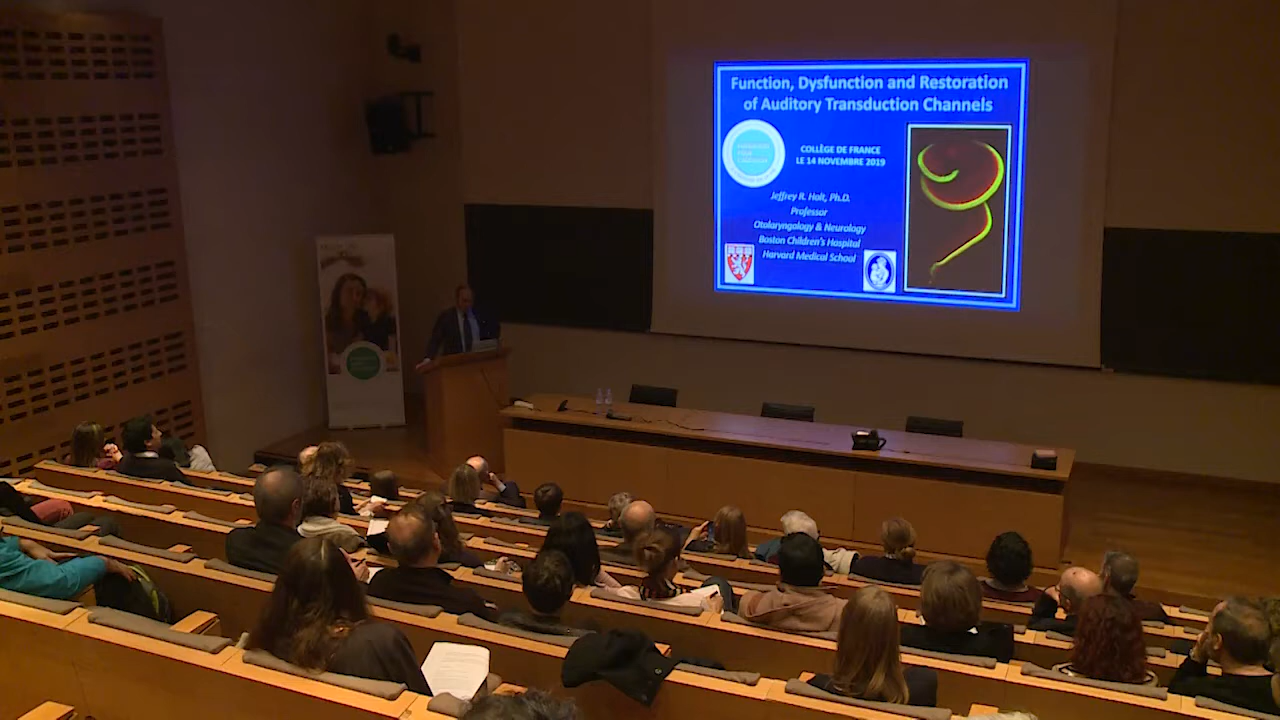 Function, Dysfunction and Restoration
of Auditory Transduction Channels
COLLÈGE DE FRANCE
LE 14 NOVEMBRE 2019
Jeffrey R. Holt, Ph.D.
Professor
Otolaryngology & Neurology
Boston Children's Hospital
Harvard Medical School